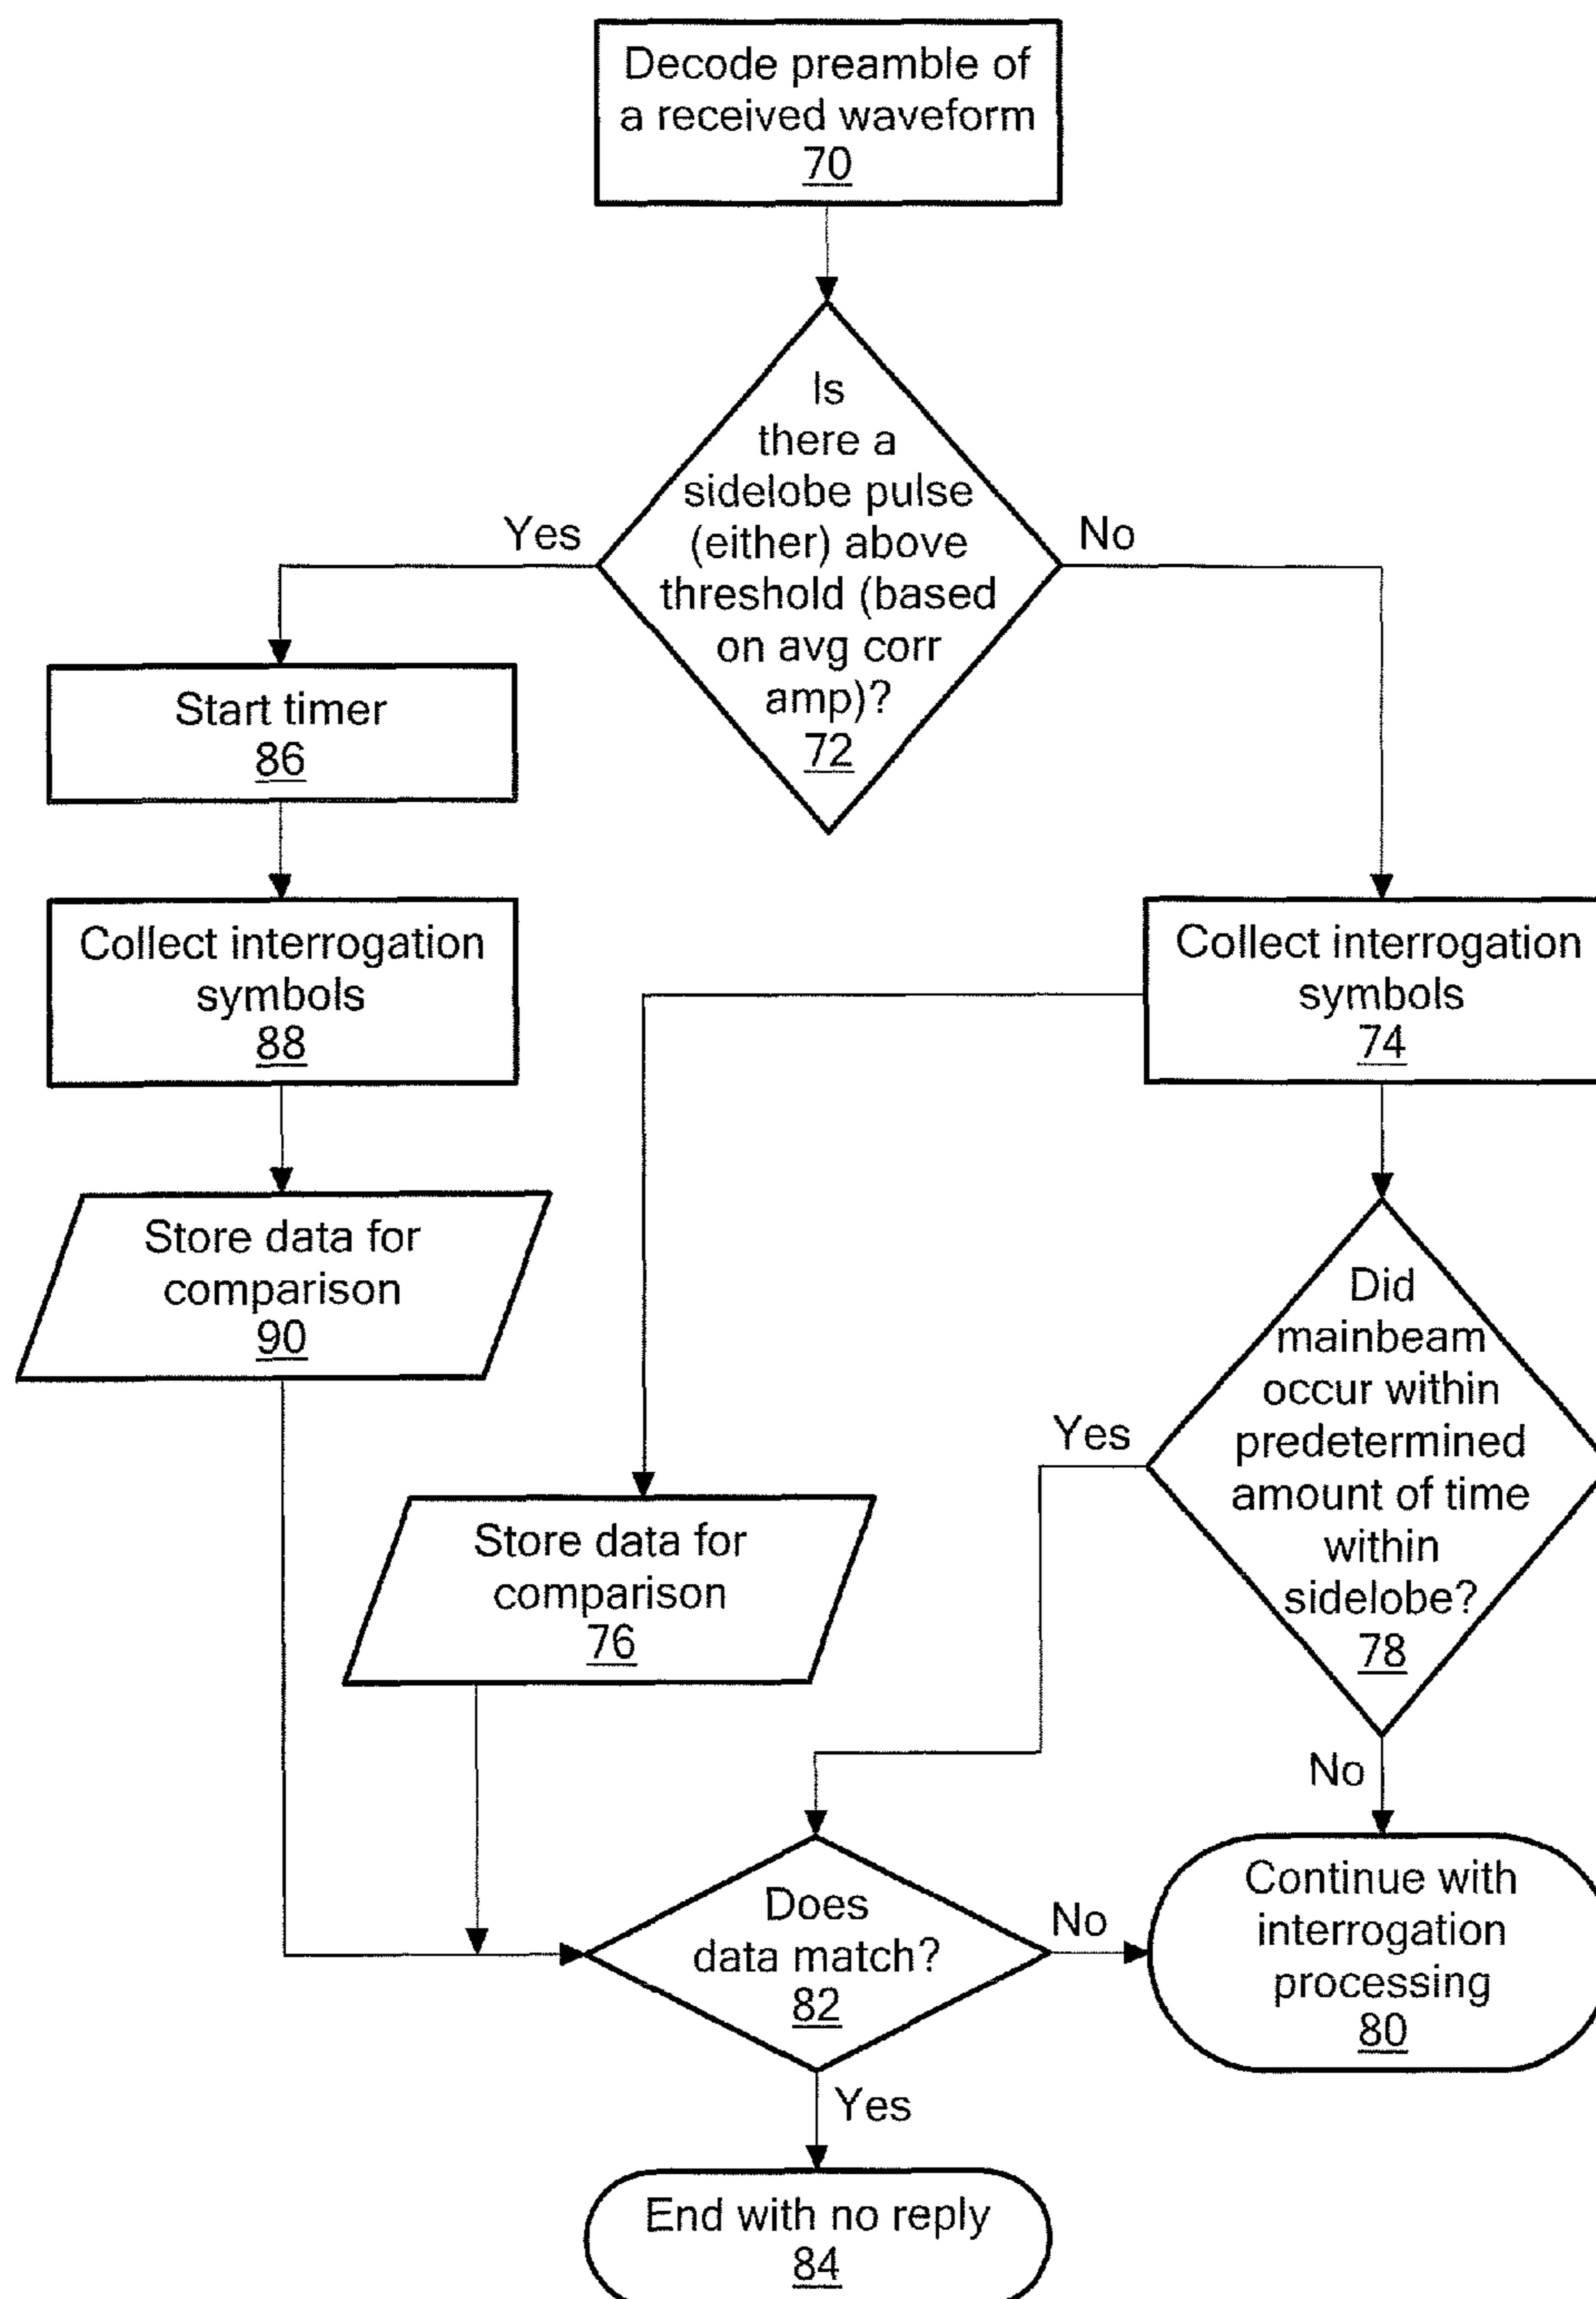 Decode preamble of
a received waveform
70
Is
there a
sidelobe pulse
(either) above
threshold (based
on avg corr
amp)?
72
Yes
No
Start timer
86
Collect interrogation
symbols
88
Collect interrogation
symbols
74
Store data for
comparison
90
Did
mainbeam
occur within
predetermined
amount of time
within
sidelobe?
78
Yes
No
Store data for
comparison
76
Does
data match?
82
No
Yes
Continue with
interrogation
processing
80
End with no reply
84